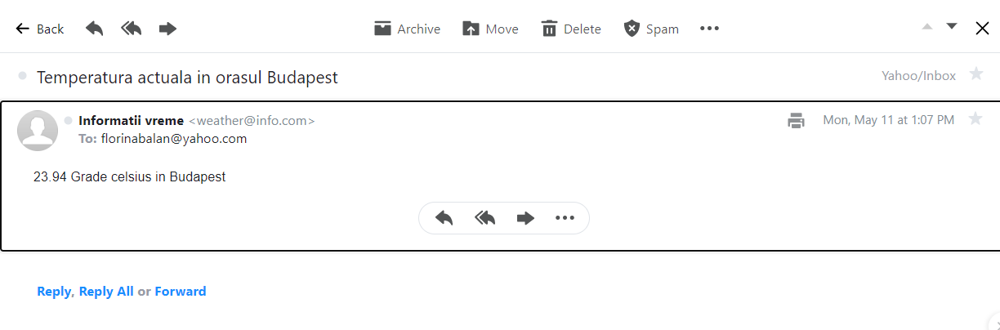 Back Archive Move Delete Spam
Temperatura actuala in orasul Budapest Yahoo/Inbox
Informatii vreme <weather@info.com> Mon, May 11 at 1:07 PM
To: florinabalan@yahoo.com
23.94 Grade celsius in Budapest
Reply, Reply All or Forward